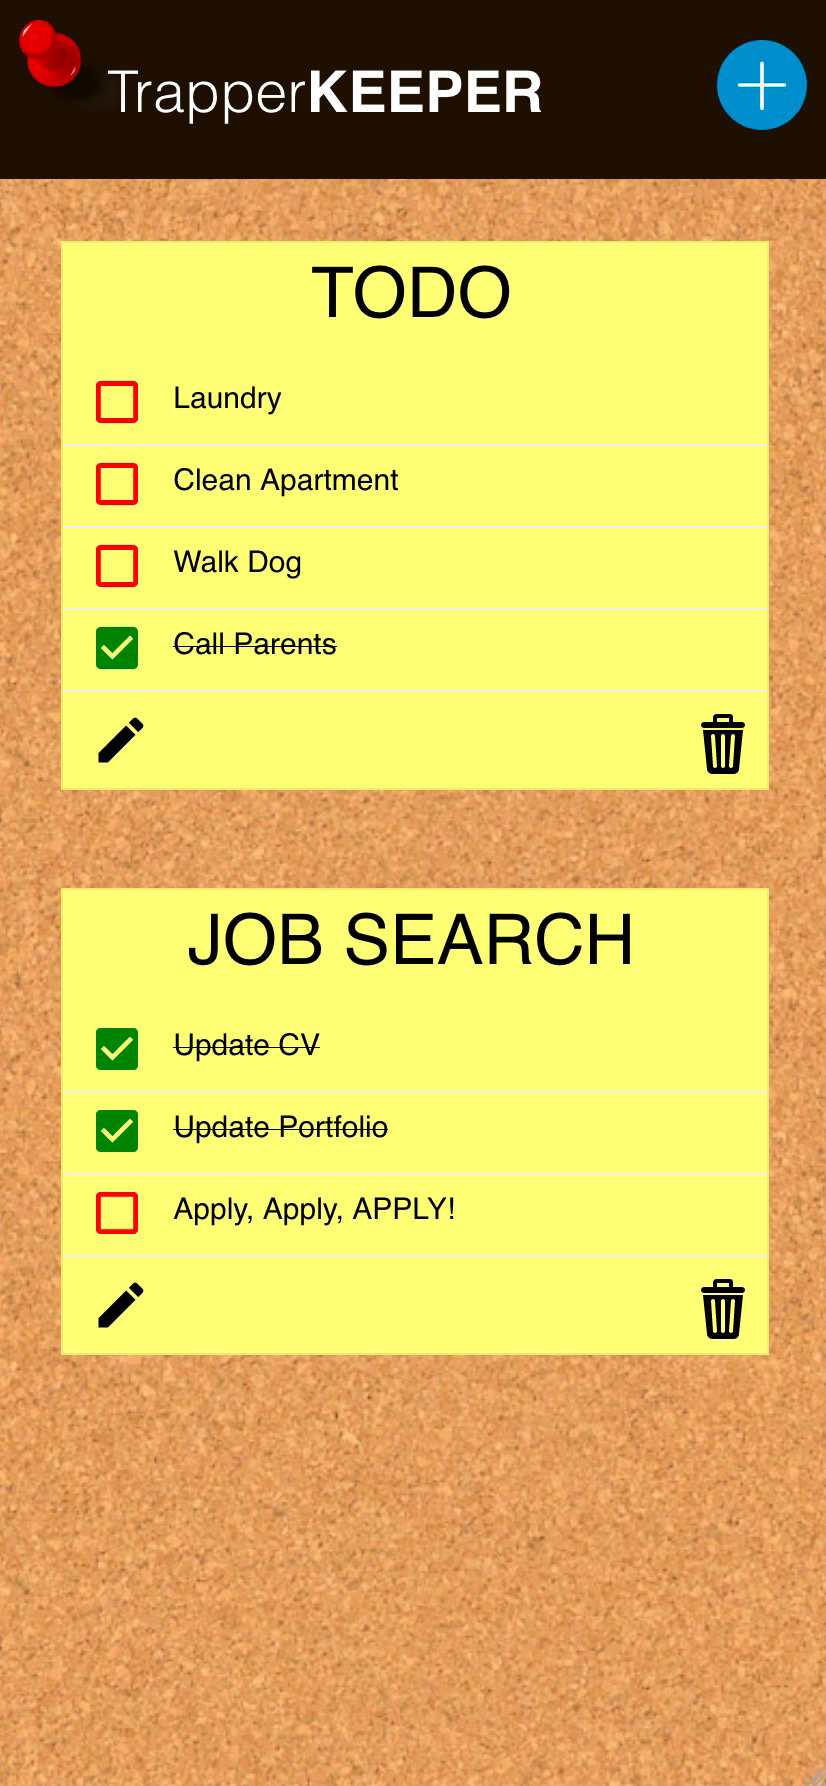 TrapperKEEPER
TODO
Laundry
Clean Apartment
Walk Dog
Call Parents
JOB SEARCH
Update CV
Update Portfolio
Apply, Apply, APPLY!